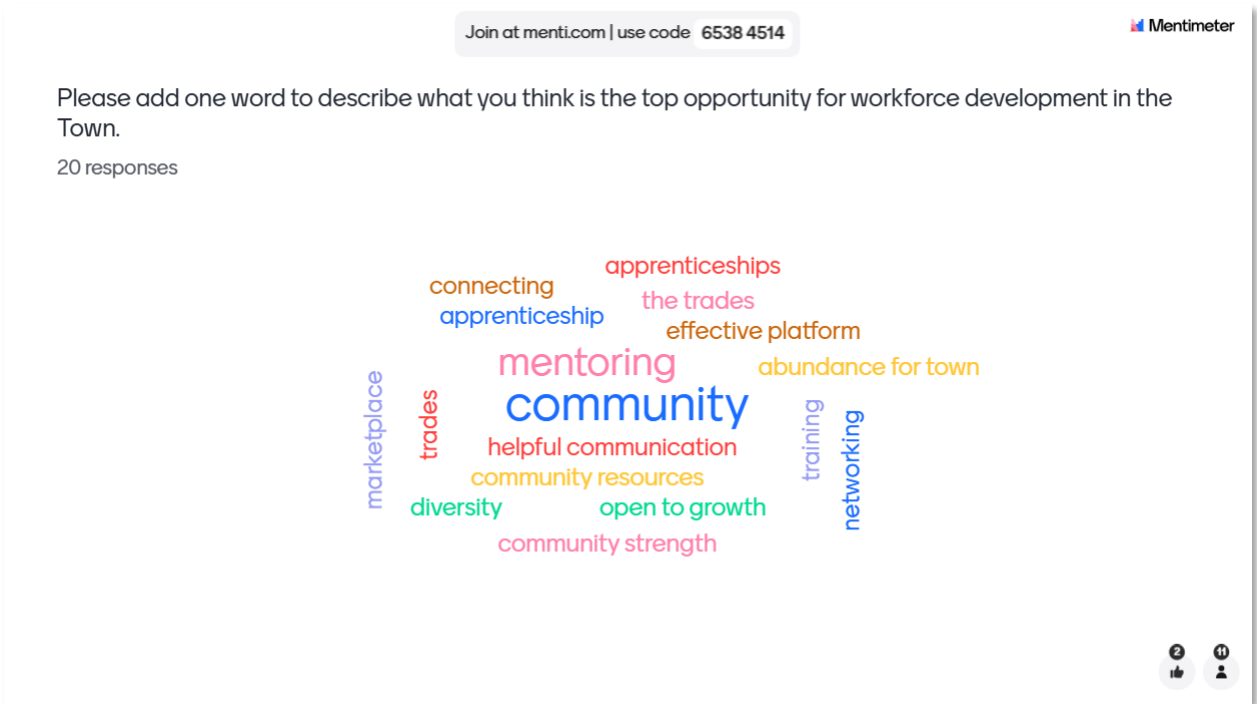 Join at menti.com | use code 6538 4514
Mentimeter
Please add one word to describe what you think is the top opportunity for workforce development in the
Town.
20 responses
apprenticeships
connecting
the trades
apprenticeship
effective platform
mentoring
abundance for town
community
marketplace
trades
training
networking
helpful communication
community resources
diversity
open to growth
community strength
2
11